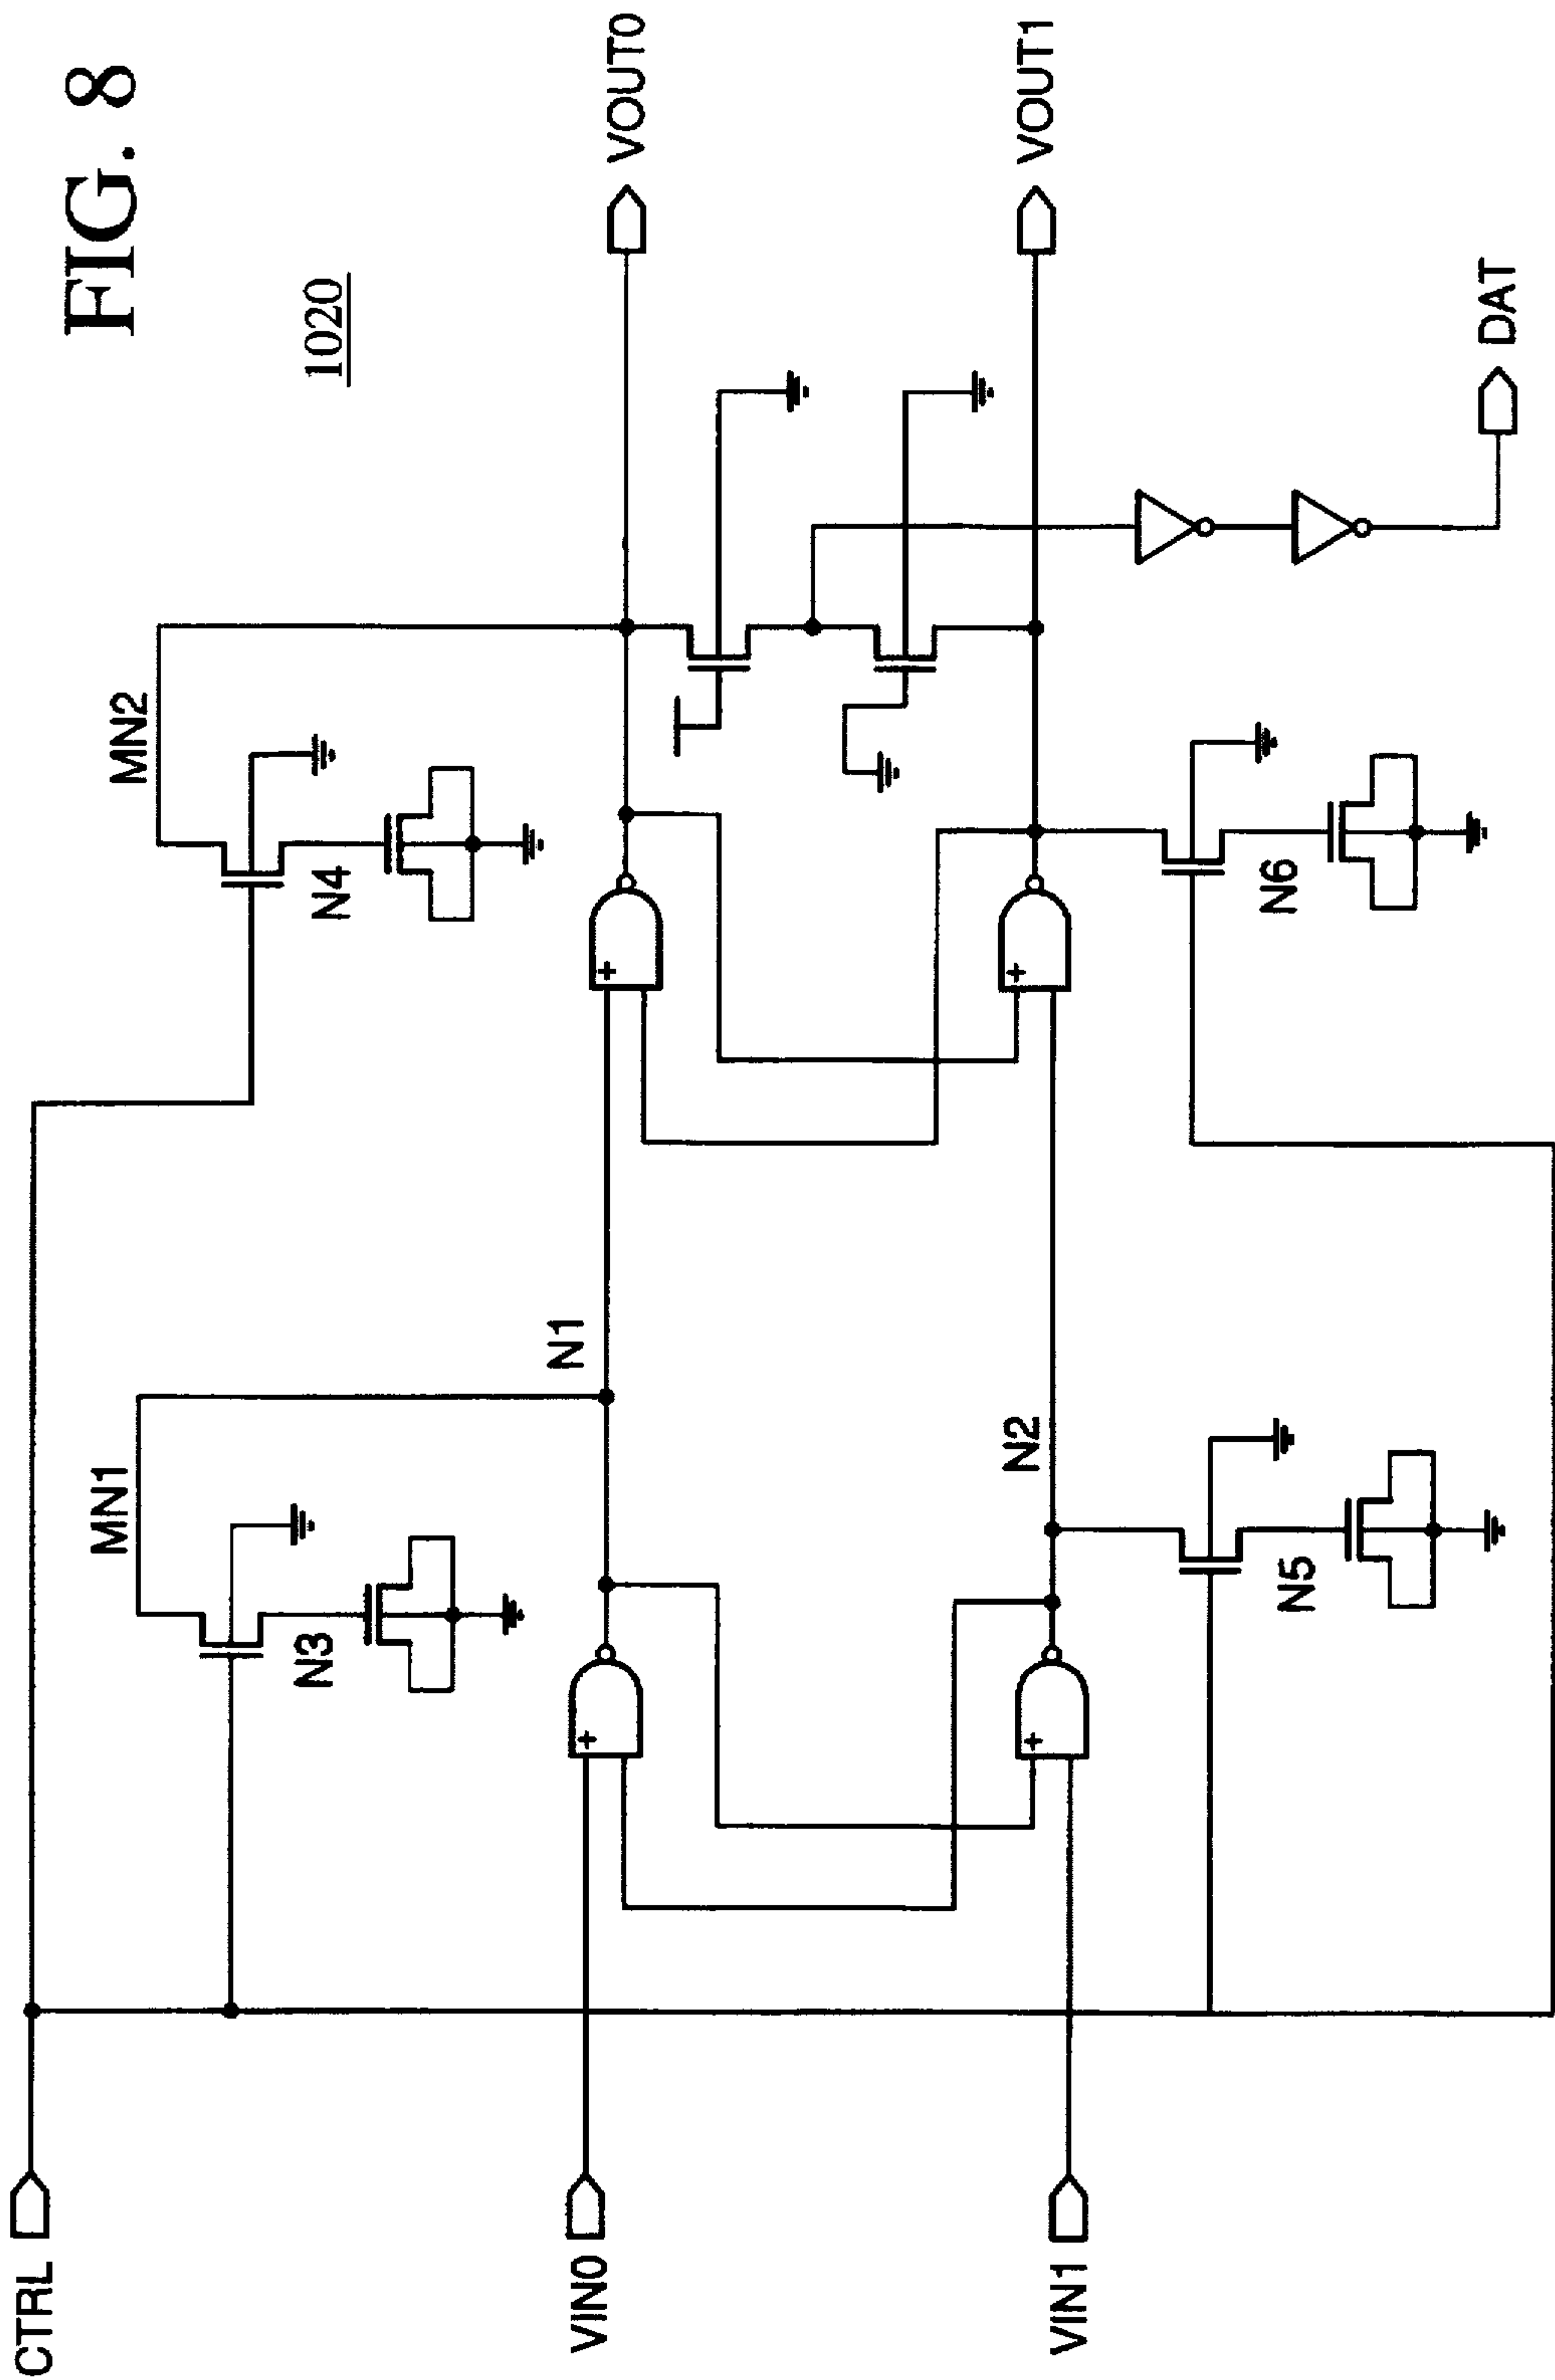 FIG. 8
1020
CTRL
MN1
MN2
N3
N4
VIN0
+
N1
+
VOUT0
VIN1
+
N2
+
VOUT1
N5
N6
DAT